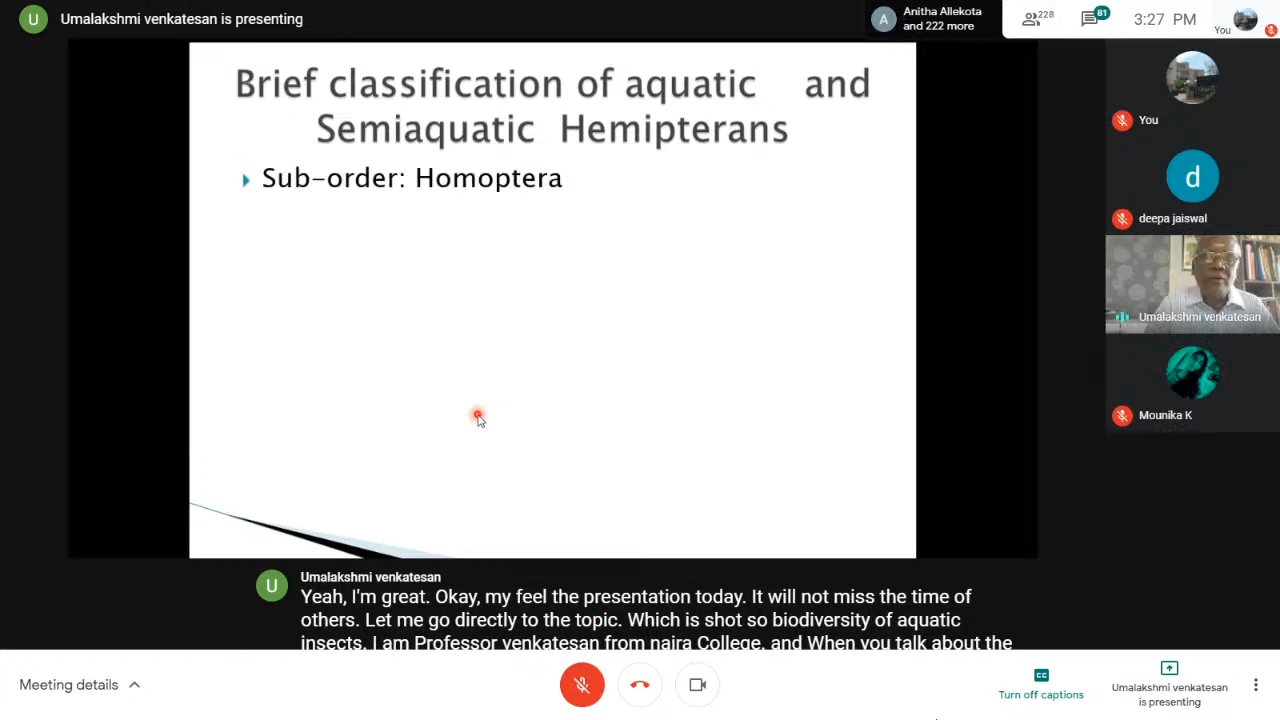 U Umalakshmi venkatesan is presenting
A Anitha Allekota
and 222 more
228
81
3:27 PM
You
Brief classification of aquatic and
Semiaquatic Hemipterans
Sub-order: Homoptera
You
d
deepa jaiswal
Umalakshmi venkatesan
Mounika K
U Umalakshmi venkatesan
Yeah, I'm great. Okay, my feel the presentation today. It will not miss the time of
others. Let me go directly to the topic. Which is shot so biodiversity of aquatic
insects. I am Professor venkatesan from naira College. and When you talk about the
Meeting details
CC
Turn off captions
Umalakshmi venkatesan
is presenting